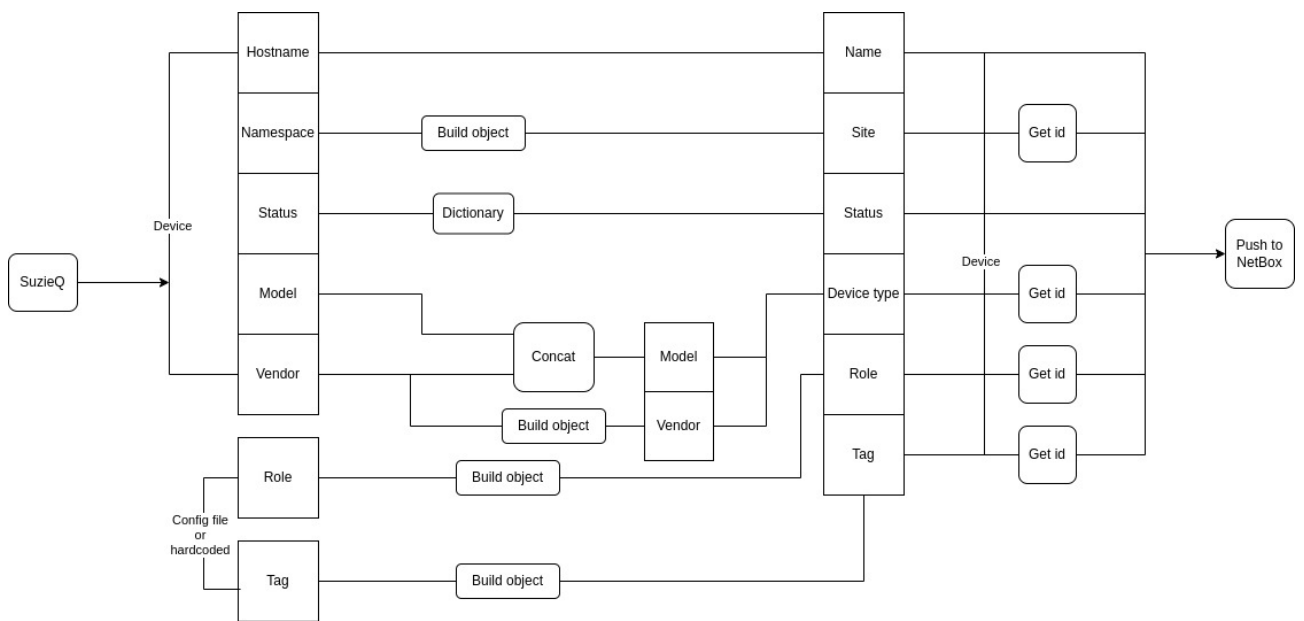 Hostname
Name
Namespace
Build object
Site
Get id
Status
Dictionary
Status
Device
Device
SuzieQ
Push to
NetBox
Model
Device type
Get id
Concat
Model
Vendor
Role
Get id
Build object
Vendor
Tag
Get id
Role
Build object
Config file
or
hardcoded
Tag
Build object